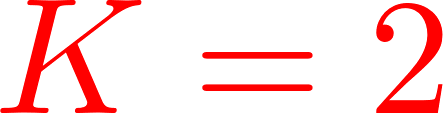 K = 2